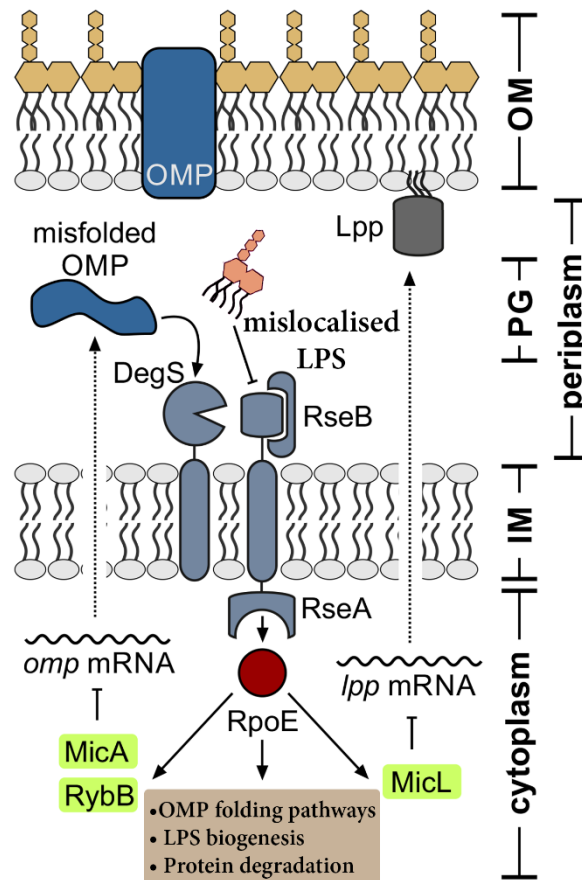 OMP
OM
misfolded
OMP
Lpp
mislocalised
LPS
PG
periplasm
DegS
RseB
IM
RseA
omp mRNA
lpp mRNA
RpoE
MicA
RybB
MicL
cytoplasm
•OMP folding pathways
• LPS biogenesis
• Protein degradation